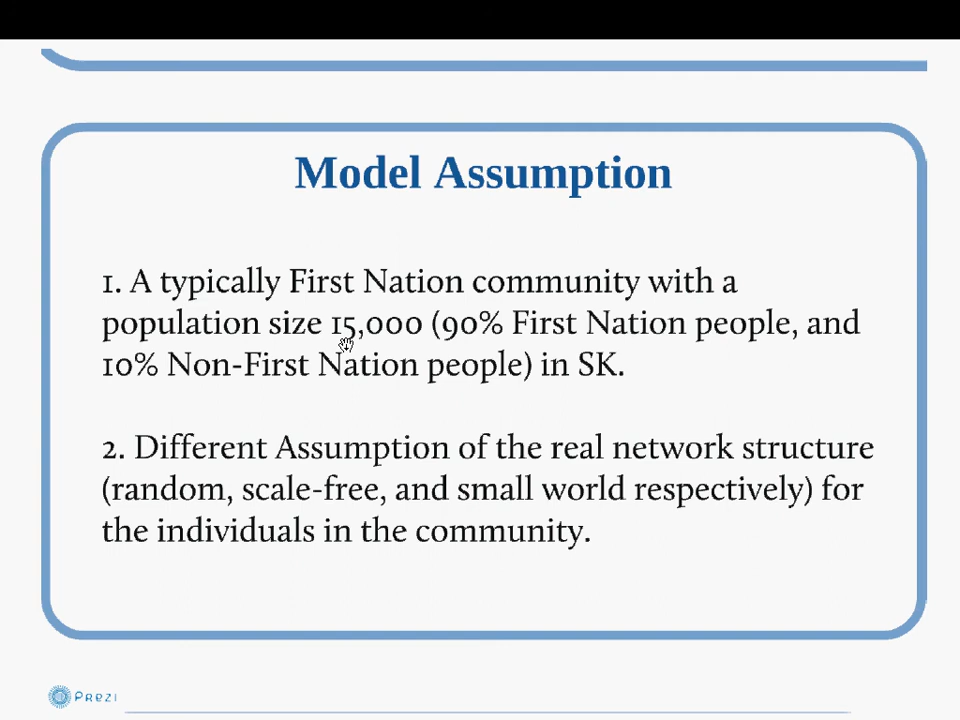 Model Assumption
1. A typically First Nation community with a
population size 15,000 (90% First Nation people, and
10% Non-First Nation people) in SK.
2. Different Assumption of the real network structure
(random, scale-free, and small world respectively) for
the individuals in the community.
Prezi